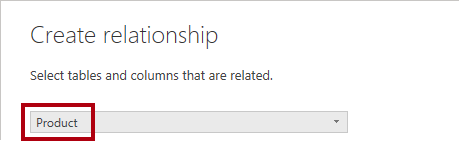 Create relationship
Select tables and columns that are related.
Product